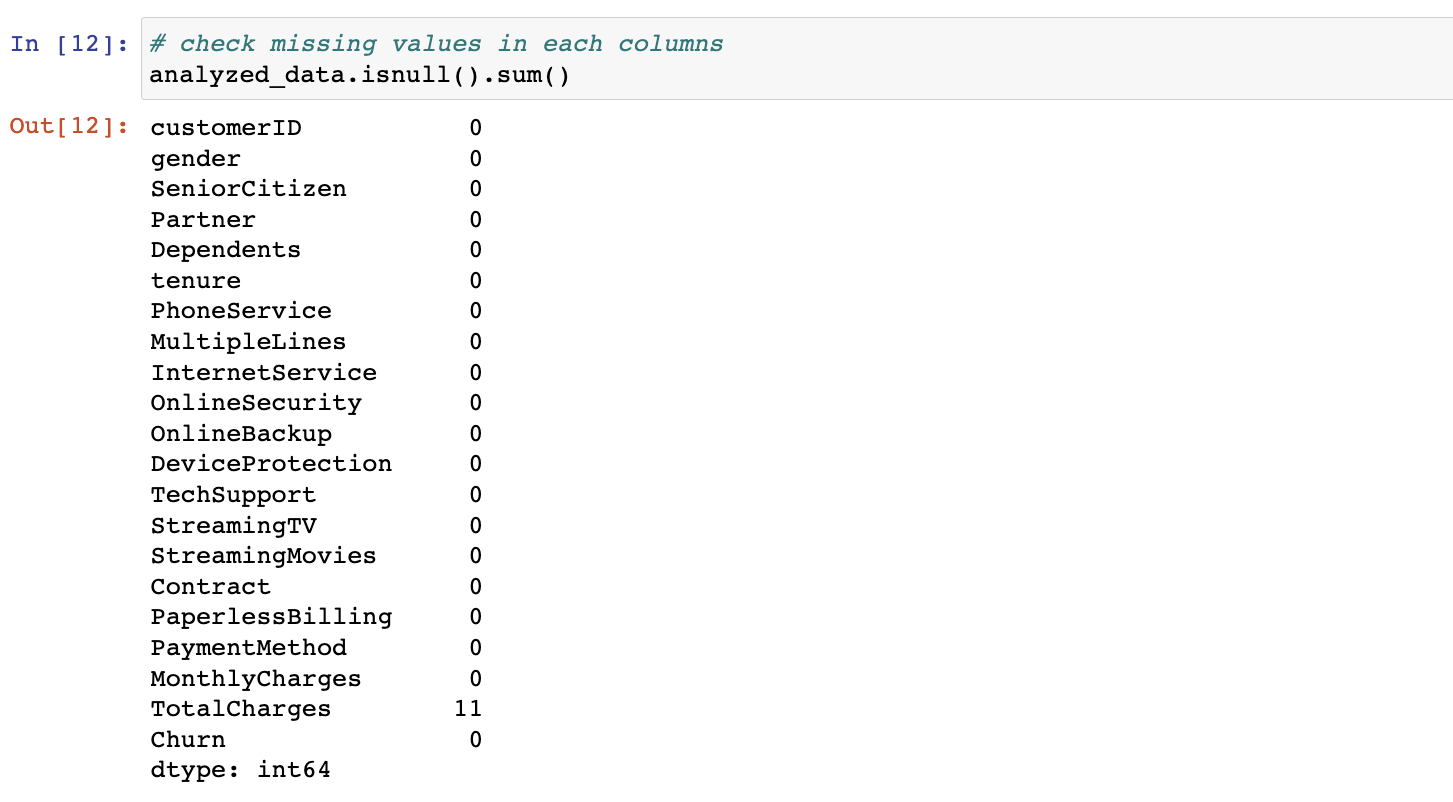 In [12]: # check missing values in each columns
analyzed_data.isnull().sum()
Out[12]: customerID 0
gender 0
SeniorCitizen 0
Partner 0
Dependents 0
tenure 0
PhoneService 0
MultipleLines 0
InternetService 0
OnlineSecurity 0
OnlineBackup 0
DeviceProtection 0
TechSupport 0
StreamingTV 0
StreamingMovies 0
Contract 0
PaperlessBilling 0
PaymentMethod 0
MonthlyCharges 0
TotalCharges 11
Churn 0
dtype: int64